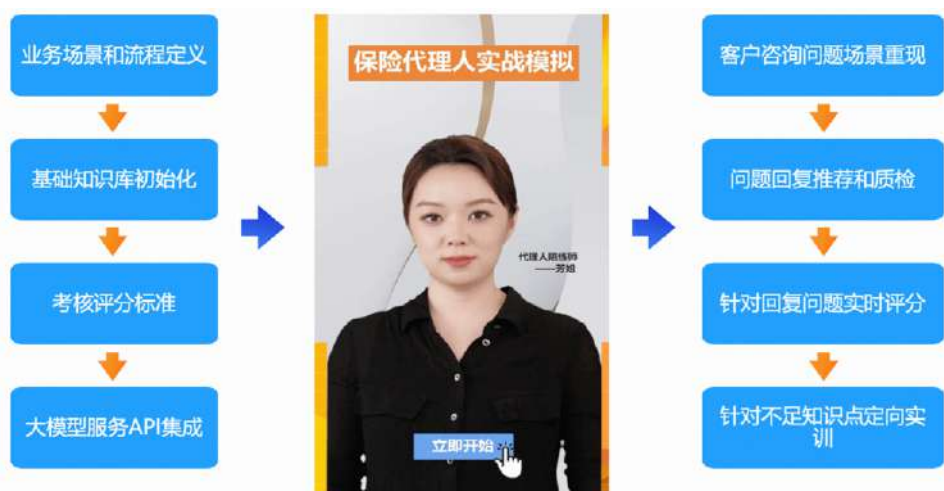 业务场景和流程定义
基础知识库初始化
考核评分标准
大模型服务API集成
保险代理人实战模拟
代理人陪练师
——芳姐
立即开始
客户咨询问题场景重现
问题回复推荐和质检
针对回复问题实时评分
针对不足知识点定向实
训